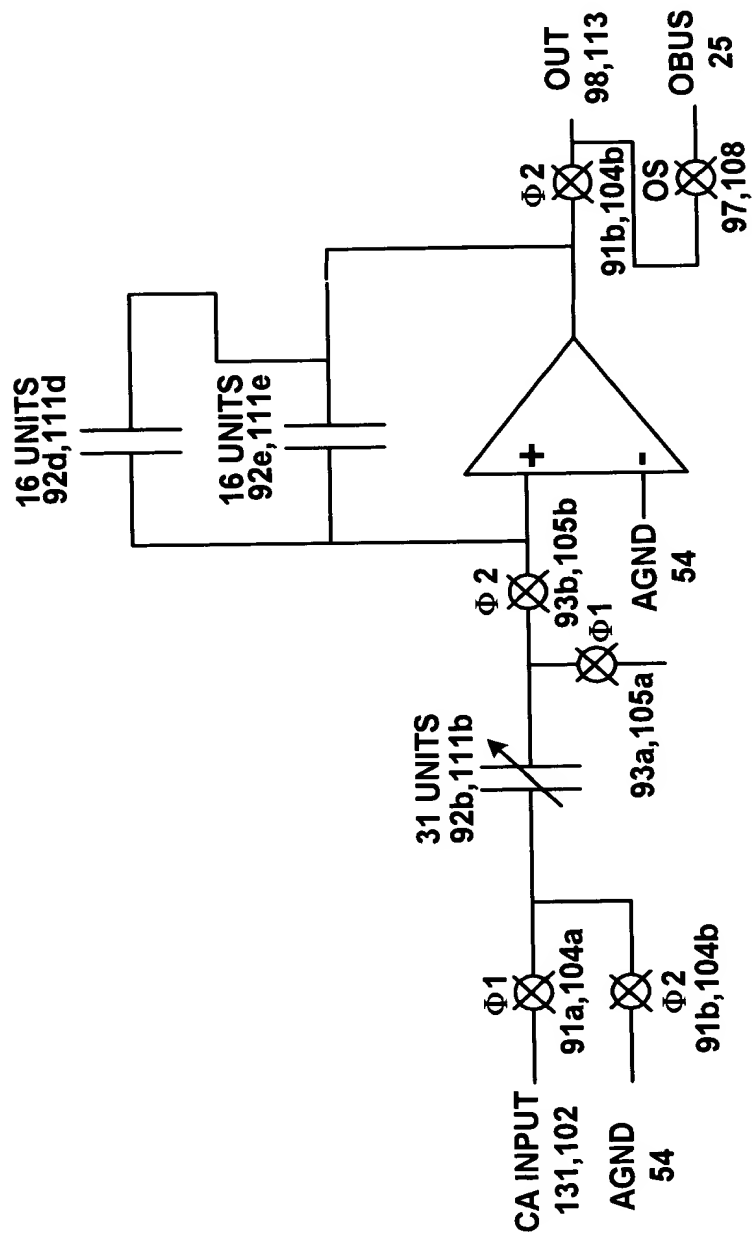 16 UNITS
92d,111d
16 UNITS
92e,111e
31 UNITS
92b,111b
CA INPUT
131,102
Φ1
91a,104a
AGND
54
Φ2
91b,104b
Φ1
93a,105a
Φ2
93b,105b
+
-
AGND
54
Φ2
91b,104b
OUT
98,113
OS
97,108
OBUS
25